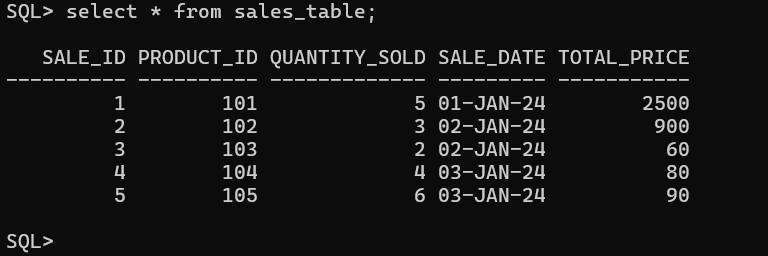 SQL> select * from sales_table;
SALE_ID PRODUCT_ID QUANTITY_SOLD SALE_DATE TOTAL_PRICE
---------- ---------- ------------- --------- -----------
1 101 5 01-JAN-24 2500
2 102 3 02-JAN-24 900
3 103 2 02-JAN-24 60
4 104 4 03-JAN-24 80
5 105 6 03-JAN-24 90
SQL>